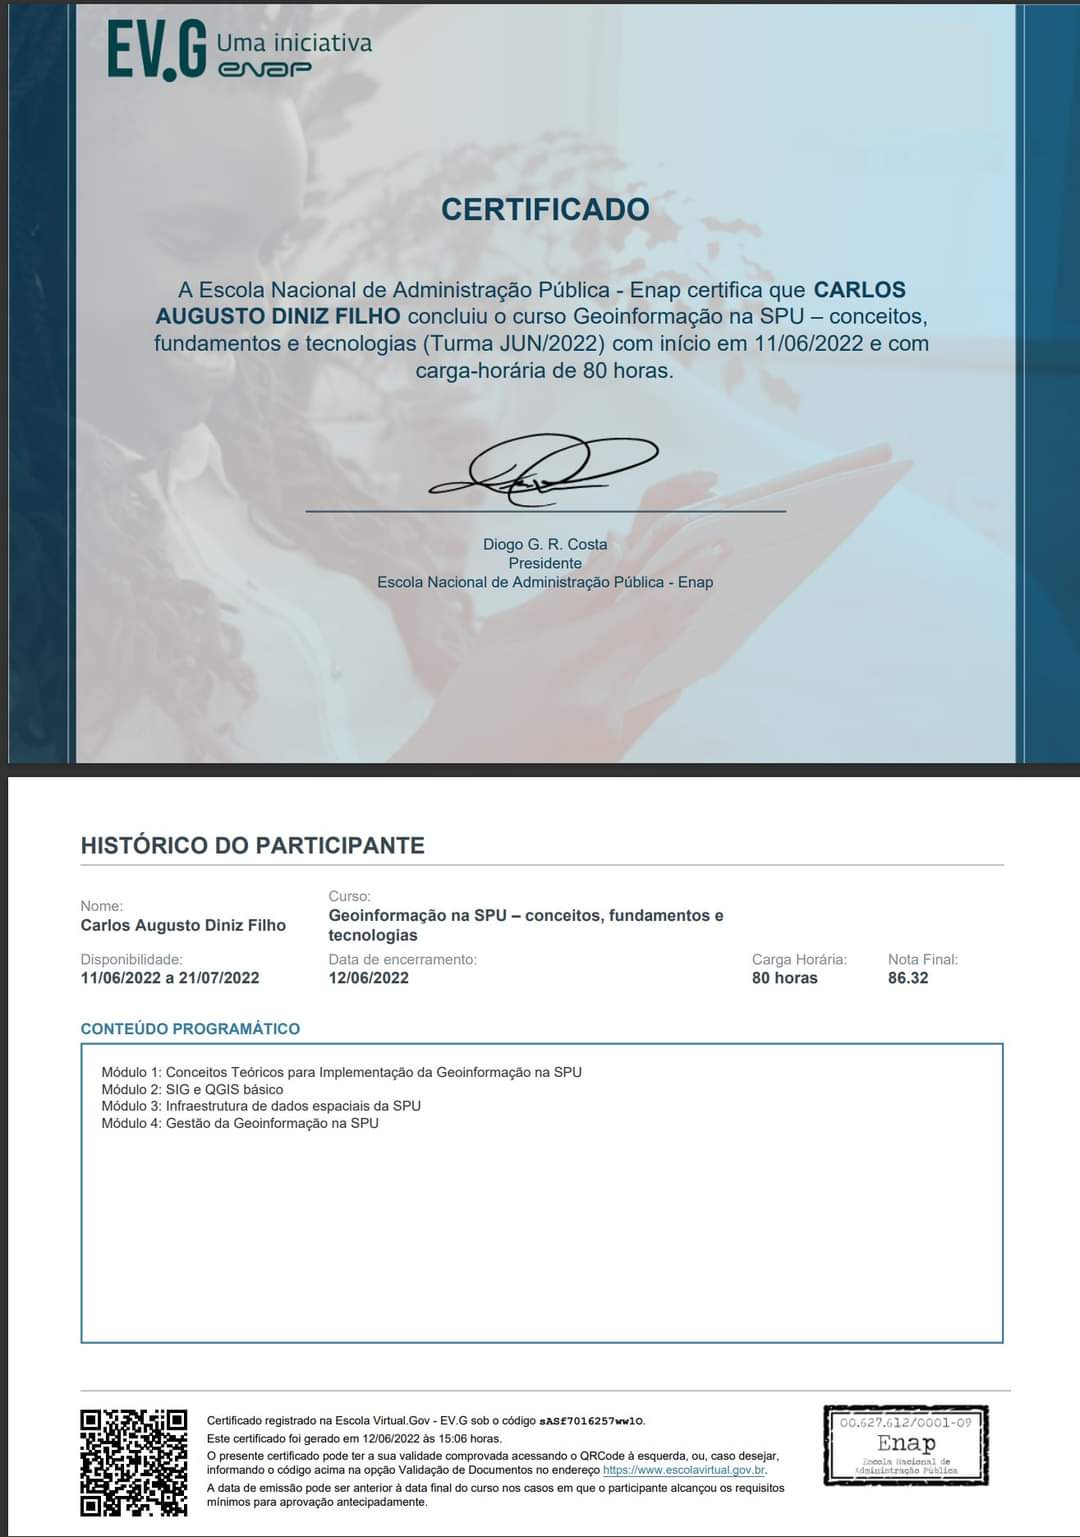 EV.G Uma iniciativa
enap
CERTIFICADO
A Escola Nacional de Administração Pública - Enap certifica que CARLOS
AUGUSTO DINIZ FILHO concluiu o curso Geoinformação na SPU – conceitos,
fundamentos e tecnologias (Turma JUN/2022) com início em 11/06/2022 e com
carga-horária de 80 horas.
Diogo G. R. Costa
Presidente
Escola Nacional de Administração Pública - Enap
HISTÓRICO DO PARTICIPANTE
Nome:
Carlos Augusto Diniz Filho
Curso:
Geoinformação na SPU – conceitos, fundamentos e
tecnologias
Disponibilidade:
11/06/2022 a 21/07/2022
Data de encerramento:
12/06/2022
Carga Horária:
80 horas
Nota Final:
86.32
CONTEÚDO PROGRAMÁTICO
Módulo 1: Conceitos Teóricos para Implementação da Geoinformação na SPU
Módulo 2: SIG e QGIS básico
Módulo 3: Infraestrutura de dados espaciais da SPU
Módulo 4: Gestão da Geoinformação na SPU
Certificado registrado na Escola Virtual.Gov - EV.G sob o código sASf7016257ww1O.
Este certificado foi gerado em 12/06/2022 às 15:06 horas.
O presente certificado pode ter a sua validade comprovada acessando o QRCode à esquerda, ou, caso desejar,
informando o código acima na opção Validação de Documentos no endereço https://www.escolavirtual.gov.br.
A data de emissão pode ser anterior à data final do curso nos casos em que o participante alcançou os requisitos
mínimos para aprovação antecipadamente.
00.627.612/0001-09
Enap
Escola Nacional de
Administração Pública